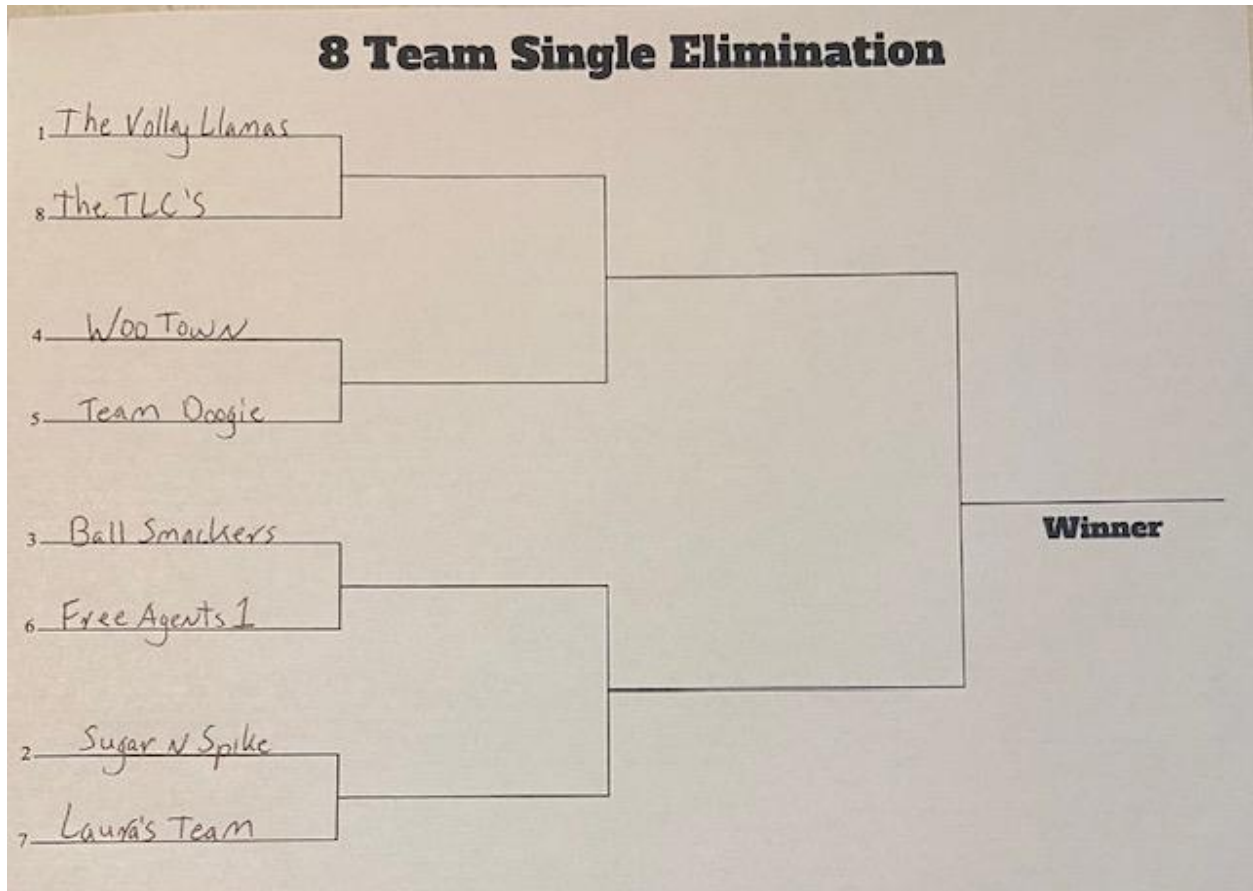 8 Team Single Elimination
1 The Volley Llamas
8 the TLC'S
4 Woo Town
5 Team Doogie
3 Ball Smackers
6 Free Agents 1
Winner
2 Sugar N Spike
7 Laura's Team